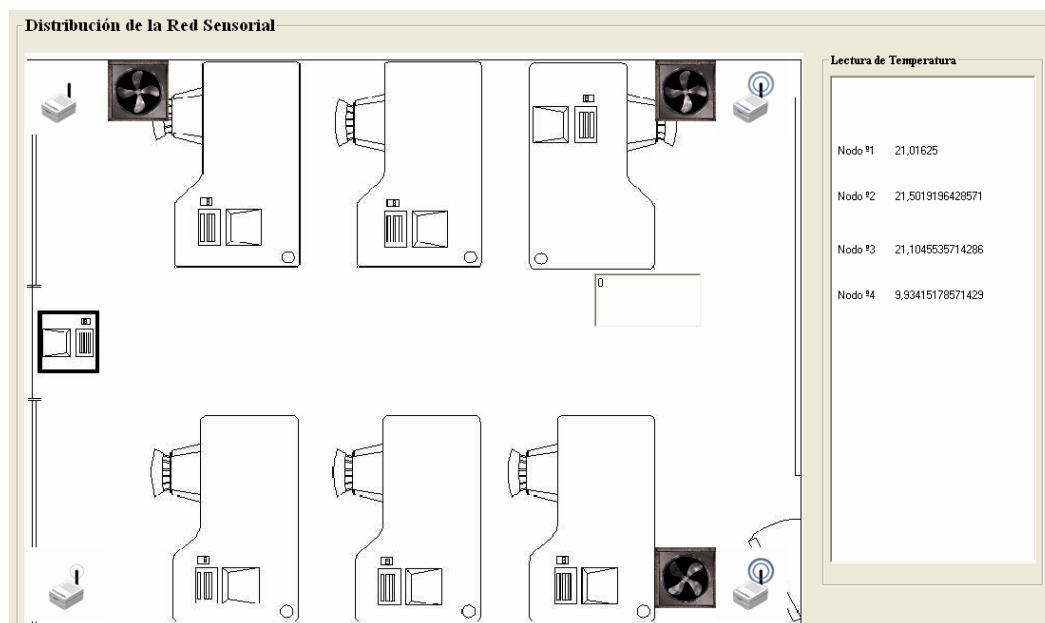 Distribución de la Red Sensorial
Lectura de Temperatura
Nodo º1 21,01625
Nodo º2 21,5019196428571
0
Nodo º3 21,1045535714286
Nodo º4 9,93415178571429